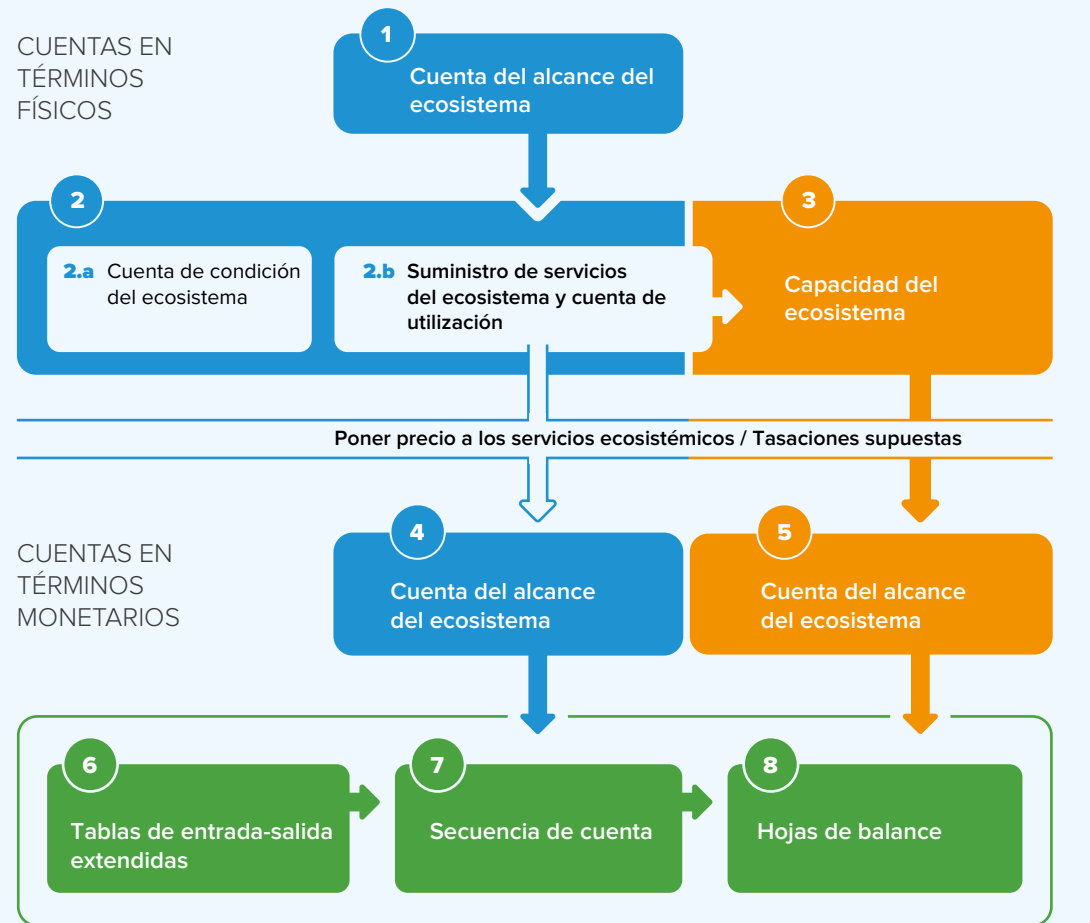 CUENTAS EN
TÉRMINOS
FÍSICOS
1
Cuenta del alcance del
ecosistema
2
2.a Cuenta de condición
del ecosistema
2.b Suministro de servicios
del ecosistema y cuenta de
utilización
3
Capacidad del
ecosistema
Poner precio a los servicios ecosistémicos / Tasaciones supuestas
CUENTAS EN
TÉRMINOS
MONETARIOS
4
Cuenta del alcance
del ecosistema
5
Cuenta del alcance
del ecosistema
6
Tablas de entrada-salida
extendidas
7
Secuencia de cuenta
8
Hojas de balance